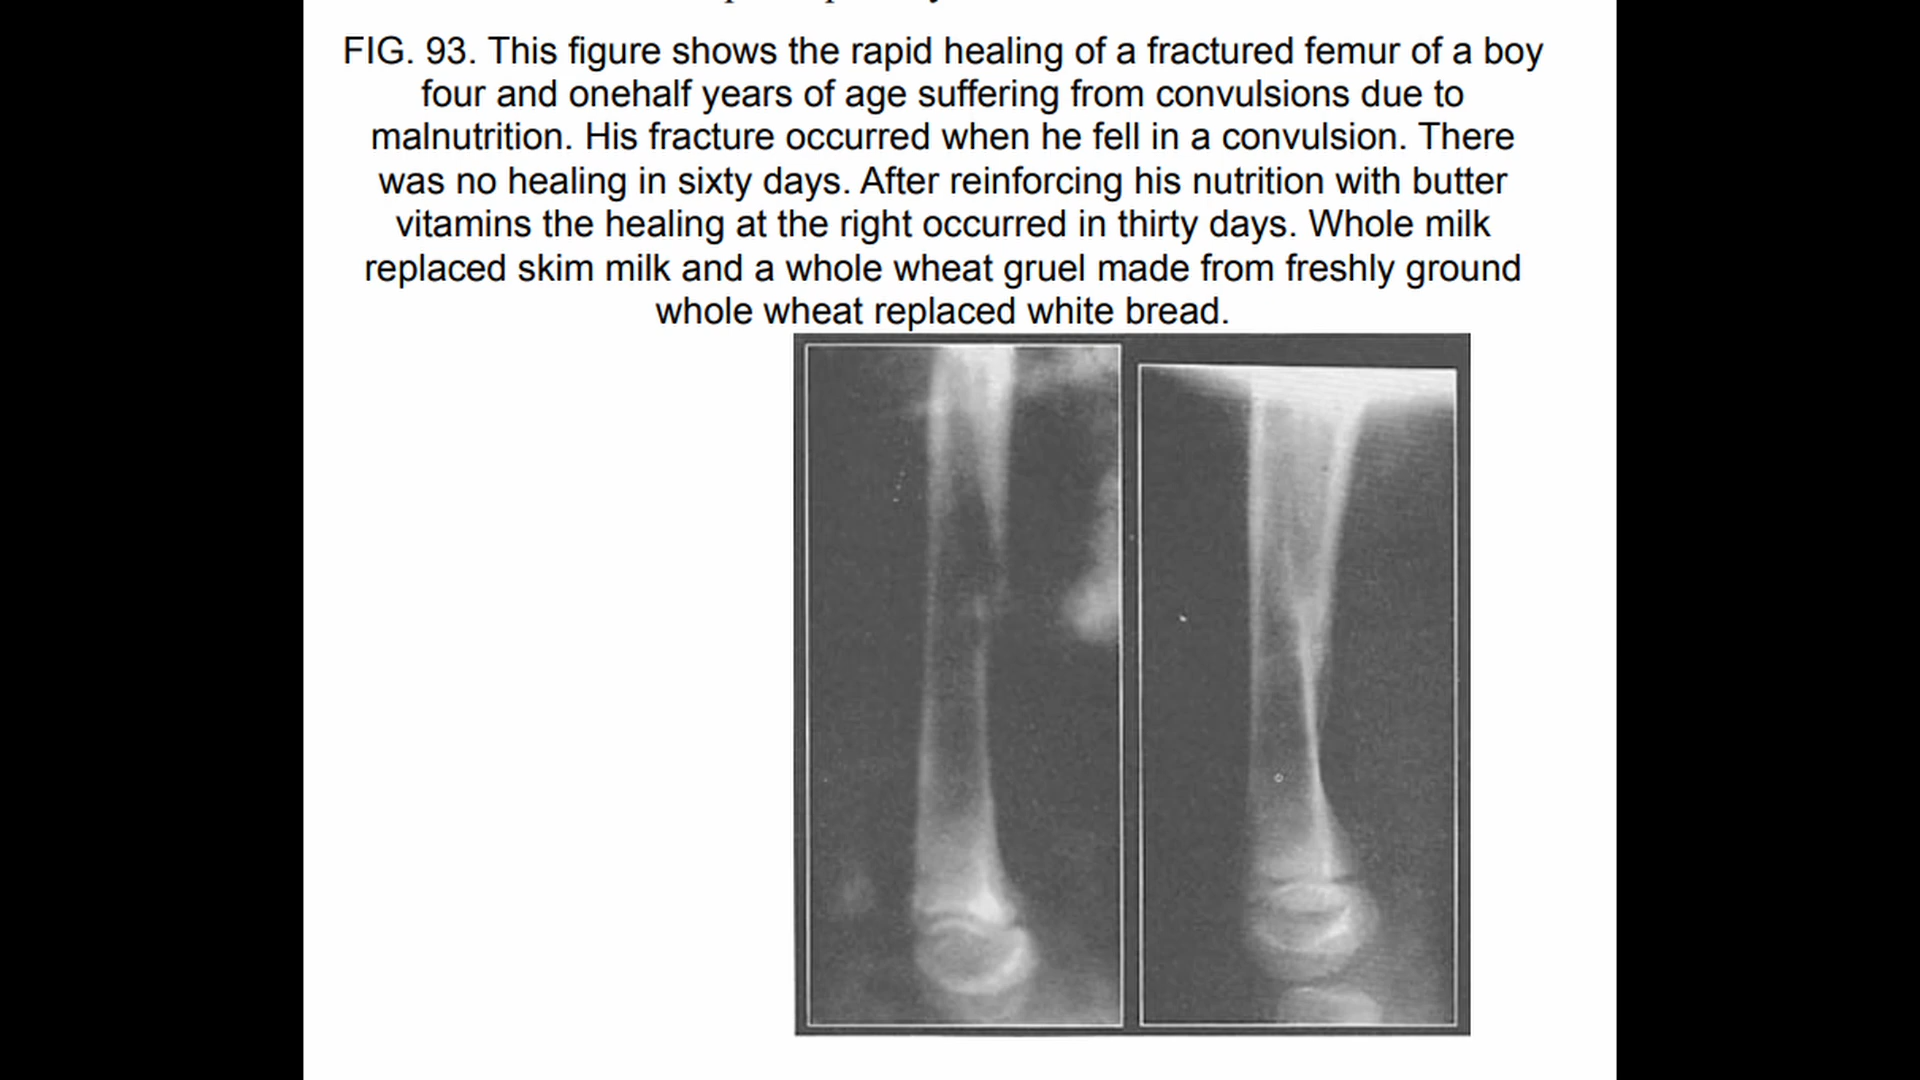 FIG. 93. This figure shows the rapid healing of a fractured femur of a boy
four and onehalf years of age suffering from convulsions due to
malnutrition. His fracture occurred when he fell in a convulsion. There
was no healing in sixty days. After reinforcing his nutrition with butter
vitamins the healing at the right occurred in thirty days. Whole milk
replaced skim milk and a whole wheat gruel made from freshly ground
whole wheat replaced white bread.